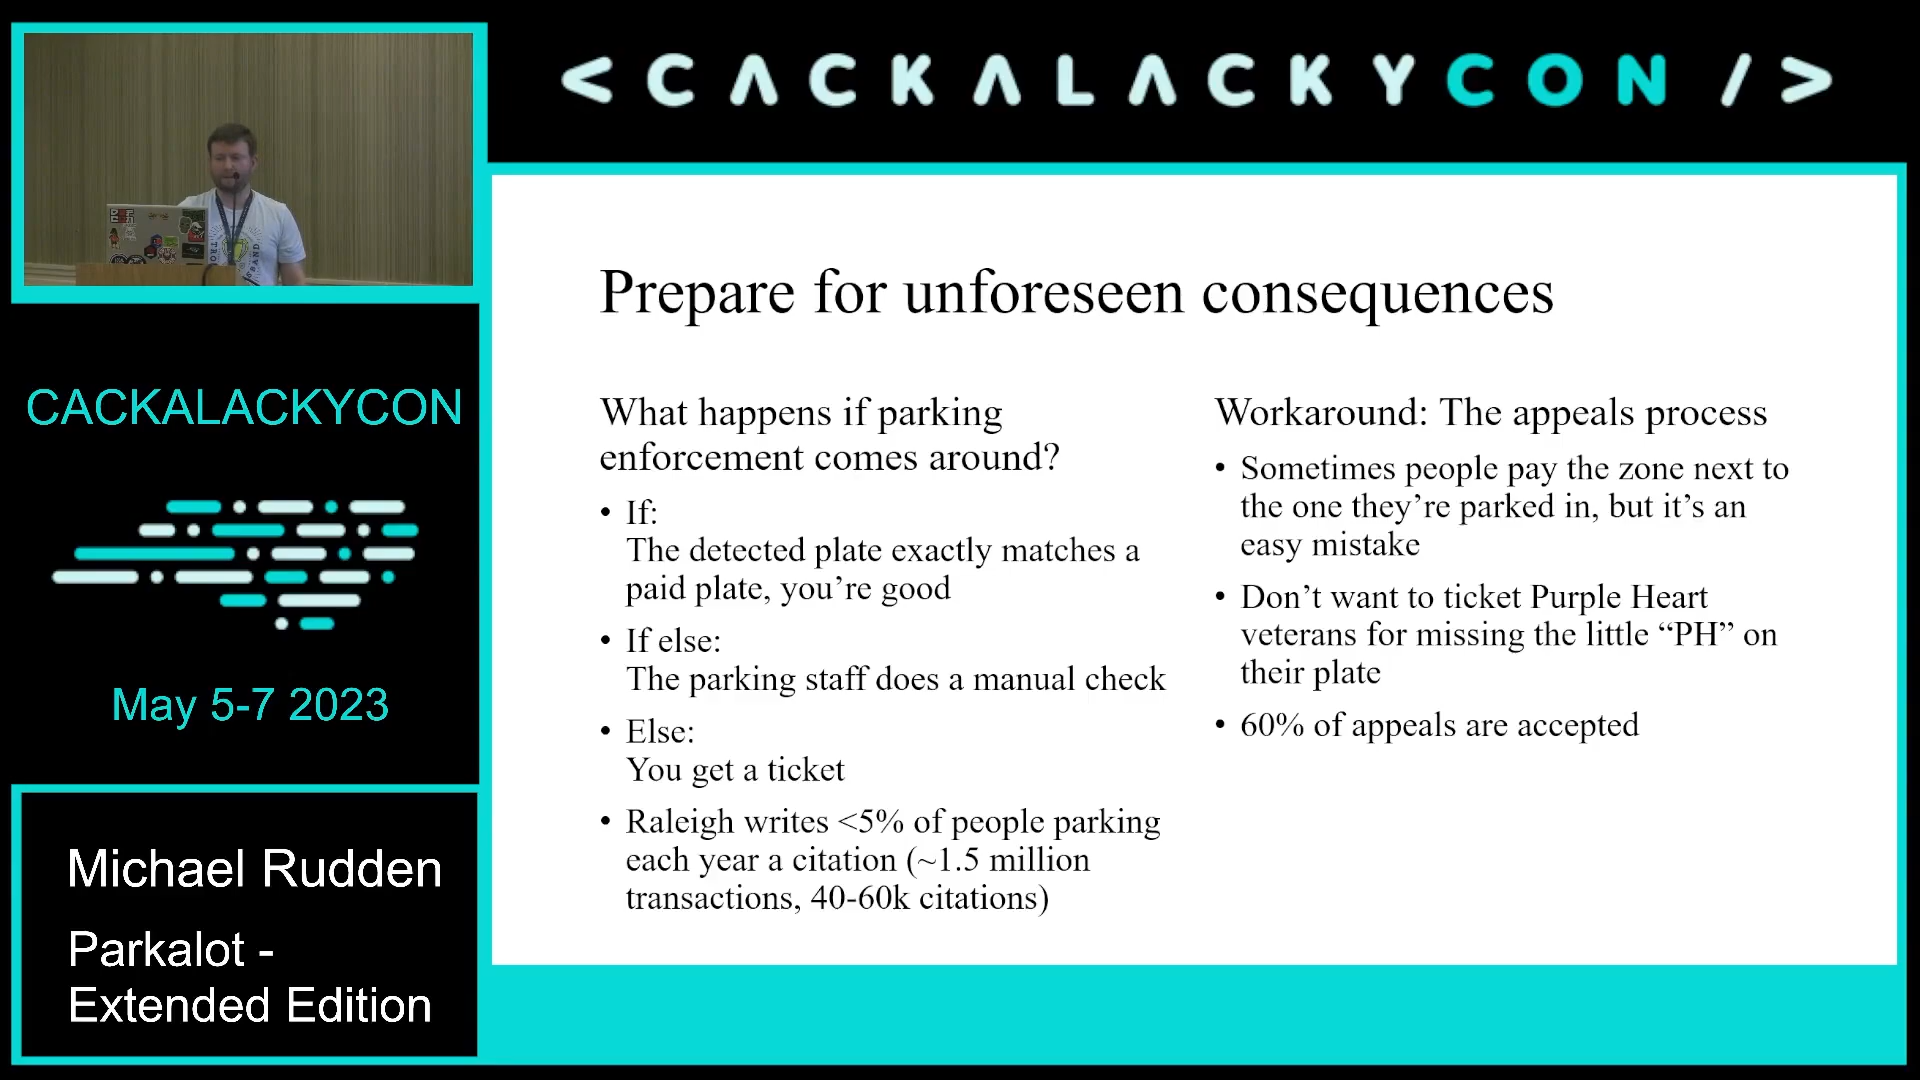 <CACKALACKYCON/>
CACKALACKYCON
May 5-7 2023
Michael Rudden
Parkalot -
Extended Edition
Prepare for unforeseen consequences
What happens if parking
enforcement comes around?
• If:
The detected plate exactly matches a
paid plate, you’re good
• If else:
The parking staff does a manual check
• Else:
You get a ticket
• Raleigh writes <5% of people parking
each year a citation (~1.5 million
transactions, 40-60k citations)
Workaround: The appeals process
• Sometimes people pay the zone next to
the one they’re parked in, but it’s an
easy mistake
• Don’t want to ticket Purple Heart
veterans for missing the little “PH” on
their plate
• 60% of appeals are accepted